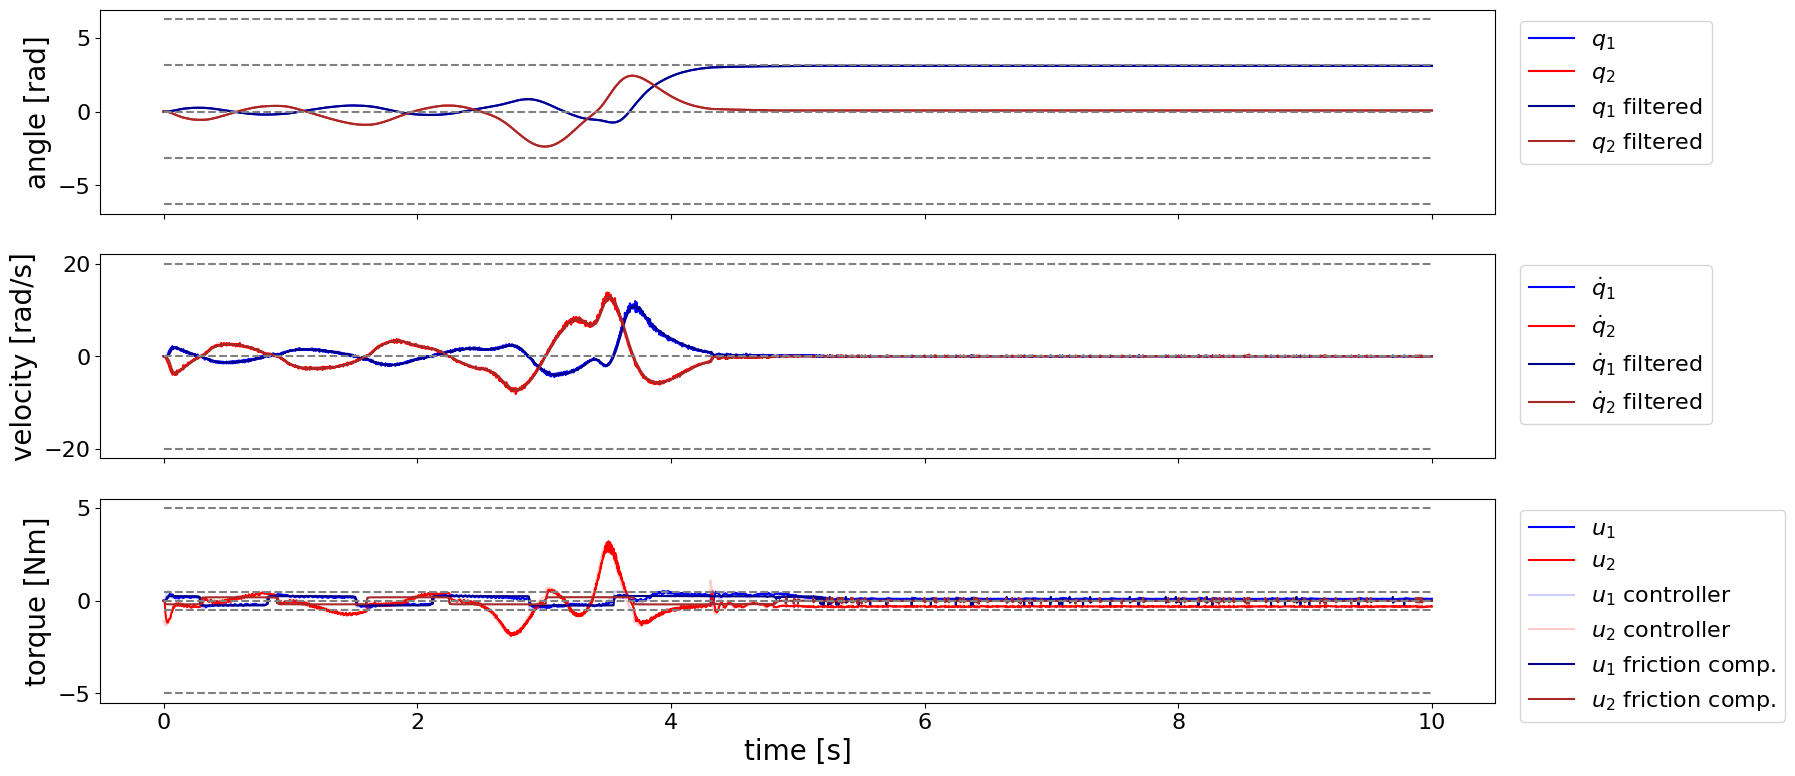 angle [rad]
5
0
−5
q₁
q₂
q₁ filtered
q₂ filtered
velocity [rad/s]
20
0
−20
q̇₁
q̇₂
q̇₁ filtered
q̇₂ filtered
torque [Nm]
5
0
−5
u₁
u₂
u₁ controller
u₂ controller
u₁ friction comp.
u₂ friction comp.
0 2 4 6 8 10
time [s]